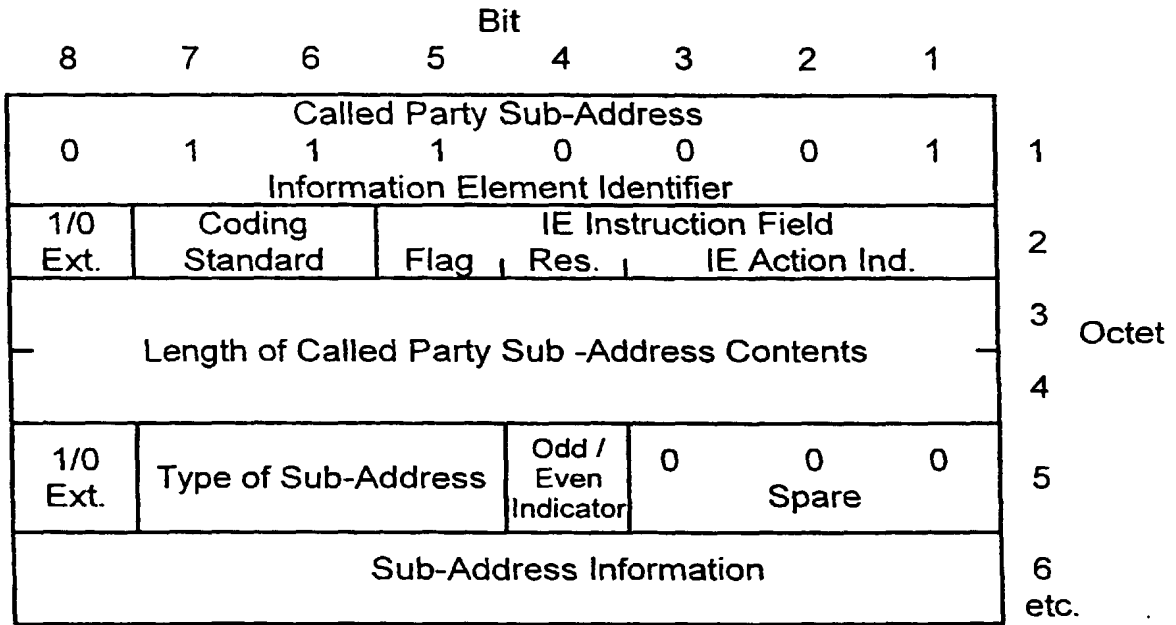 Bit
8 7 6 5 4 3 2 1
Called Party Sub-Address
0 1 1 1 0 0 0 1 1
Information Element Identifier
1/0 Coding IE Instruction Field
Ext. Standard Flag Res. IE Action Ind. 2
3
Length of Called Party Sub -Address Contents Octet
4
1/0 Type of Sub-Address Odd / 0 0 0 5
Ext. Even Spare
Indicator
Sub-Address Information 6
etc.